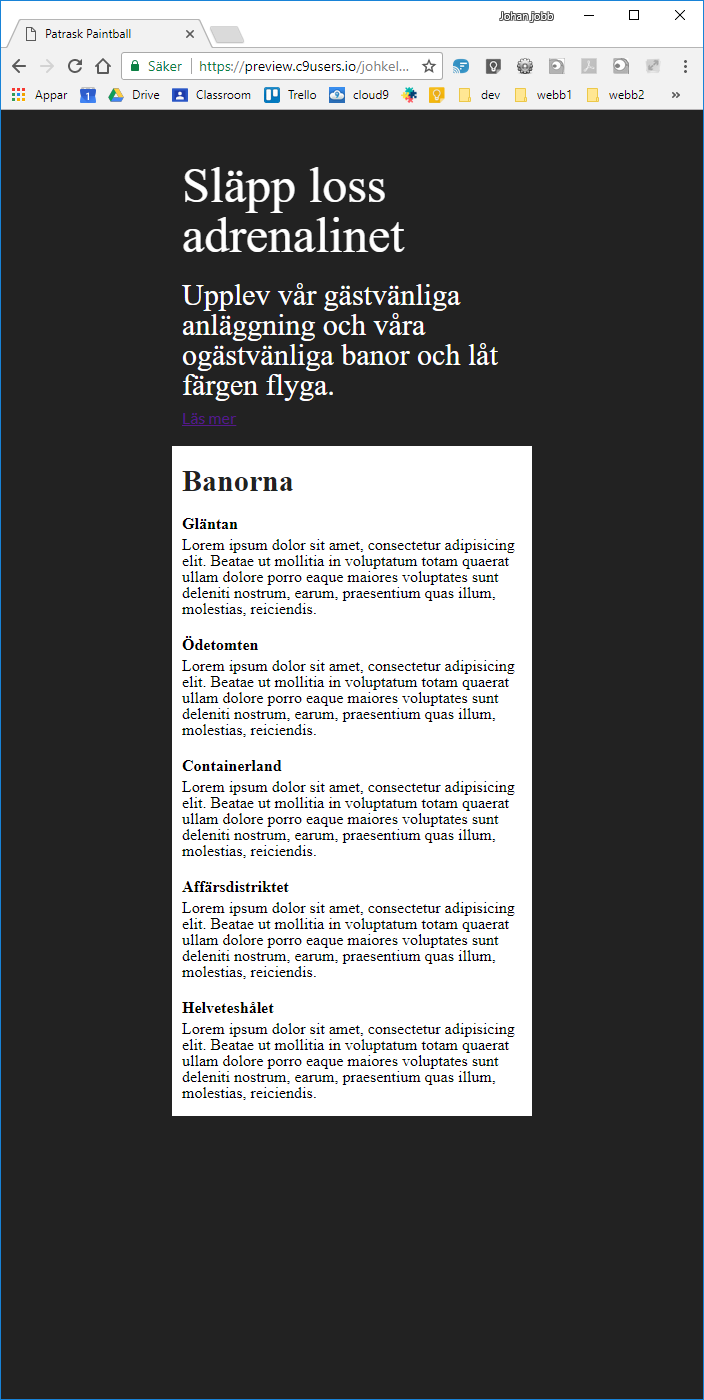 Johan jobb
Patrask Paintball
Säker https://preview.c9users.io/johkel...
Appar 1 Drive Classroom Trello cloud9 dev webb1 webb2 »
Släpp loss
adrenalinet
Upplev vår gästvänliga
anläggning och våra
ogästvänliga banor och låt
färgen flyga.
Läs mer
Banorna
Gläntan
Lorem ipsum dolor sit amet, consectetur adipisicing
elit. Beatae ut mollitia in voluptatum totam quaerat
ullam dolore porro eaque maiores voluptates sunt
deleniti nostrum, earum, praesentium quas illum,
molestias, reiciendis.
Ödetomten
Lorem ipsum dolor sit amet, consectetur adipisicing
elit. Beatae ut mollitia in voluptatum totam quaerat
ullam dolore porro eaque maiores voluptates sunt
deleniti nostrum, earum, praesentium quas illum,
molestias, reiciendis.
Containerland
Lorem ipsum dolor sit amet, consectetur adipisicing
elit. Beatae ut mollitia in voluptatum totam quaerat
ullam dolore porro eaque maiores voluptates sunt
deleniti nostrum, earum, praesentium quas illum,
molestias, reiciendis.
Affärsdistriktet
Lorem ipsum dolor sit amet, consectetur adipisicing
elit. Beatae ut mollitia in voluptatum totam quaerat
ullam dolore porro eaque maiores voluptates sunt
deleniti nostrum, earum, praesentium quas illum,
molestias, reiciendis.
Helveteshålet
Lorem ipsum dolor sit amet, consectetur adipisicing
elit. Beatae ut mollitia in voluptatum totam quaerat
ullam dolore porro eaque maiores voluptates sunt
deleniti nostrum, earum, praesentium quas illum,
molestias, reiciendis.